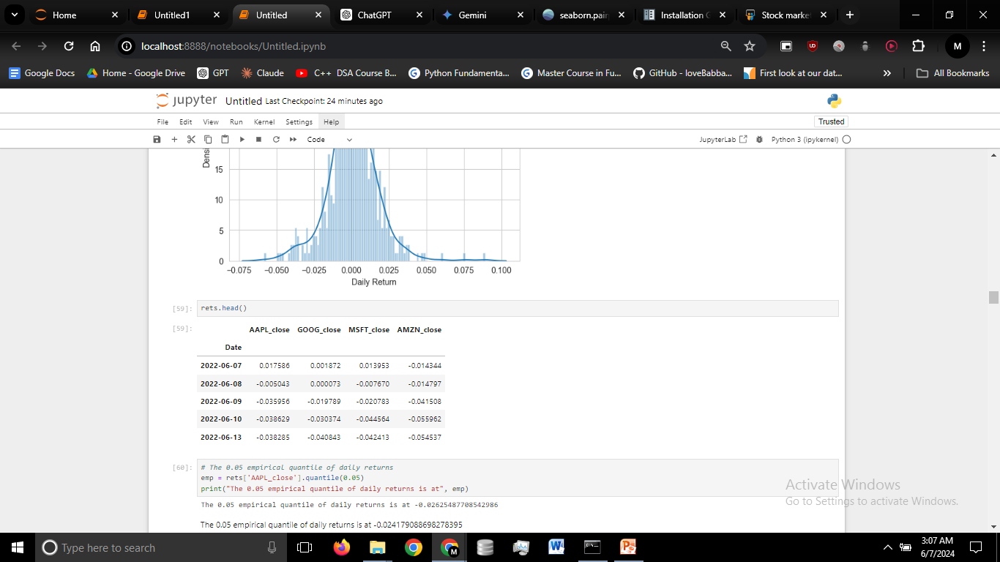 Home Untitled1 Untitled ChatGPT Gemini seaborn.pair Installation Stock market
localhost:8888/notebooks/Untitled.ipynb M
Google Docs Home - Google Drive GPT Claude C++ DSA Course B... Python Fundamenta... Master Course in Fu... GitHub - loveBabba... First look at our dat... » All Bookmarks
jupyter Untitled Last Checkpoint: 24 minutes ago
File Edit View Run Kernel Settings Help Trusted
Code JupyterLab Python 3 (ipykernel)
Densi
15
10
5
0
−0.075 −0.050 −0.025 0.000 0.025 0.050 0.075 0.100
Daily Return
[59]: rets.head()
[59]: AAPL_close GOOG_close MSFT_close AMZN_close
Date
2022-06-07 0.017586 0.001872 0.013953 -0.014344
2022-06-08 -0.005043 0.000073 -0.007670 -0.014797
2022-06-09 -0.035956 -0.019789 -0.020783 -0.041508
2022-06-10 -0.038629 -0.030374 -0.044564 -0.055962
2022-06-13 -0.038285 -0.040843 -0.042413 -0.054537
[60]: # The 0.05 empirical quantile of daily returns
emp = rets['AAPL_close'].quantile(0.05)
print("The 0.05 empirical quantile of daily returns is at", emp)
The 0.05 empirical quantile of daily returns is at -0.02625487708542986
The 0.05 empirical quantile of daily returns is at -0.024179088698278395
Activate Windows
Go to Settings to activate Windows.
Type here to search
3:07 AM
6/7/2024